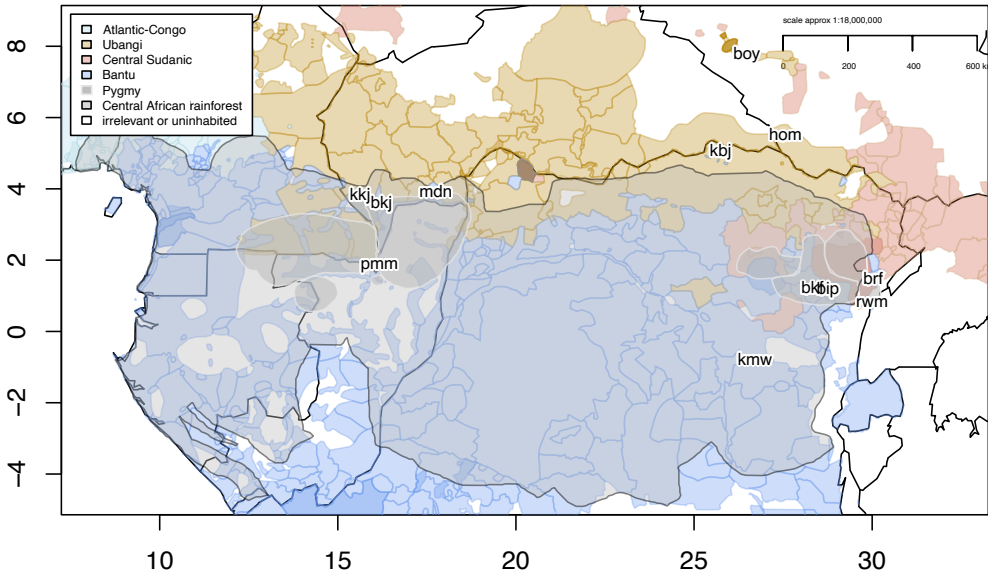 Atlantic-Congo
Ubangi
Central Sudanic
Bantu
Pygmy
Central African rainforest
irrelevant or uninhabited
scale approx 1:18,000,000
0 200 400 600 k
boy
hom
kbj
kkj
bkj
mdn
pmm
brf
bip
rwm
kmw
8
6
4
2
0
−2
−4
10 15 20 25 30